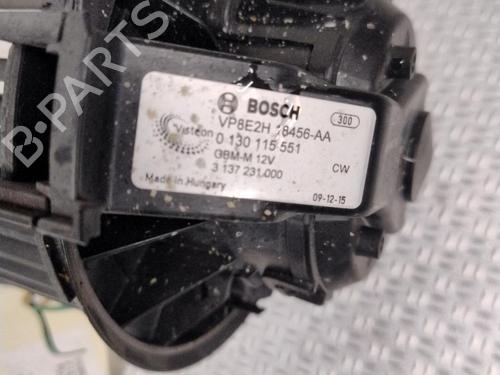 BOSCH
300
VP8E2H 18456-AA
Visteon
0 130 115 551
GBM-M 12V
CW
3 137 231 000
Made in Hungary
09-12-15